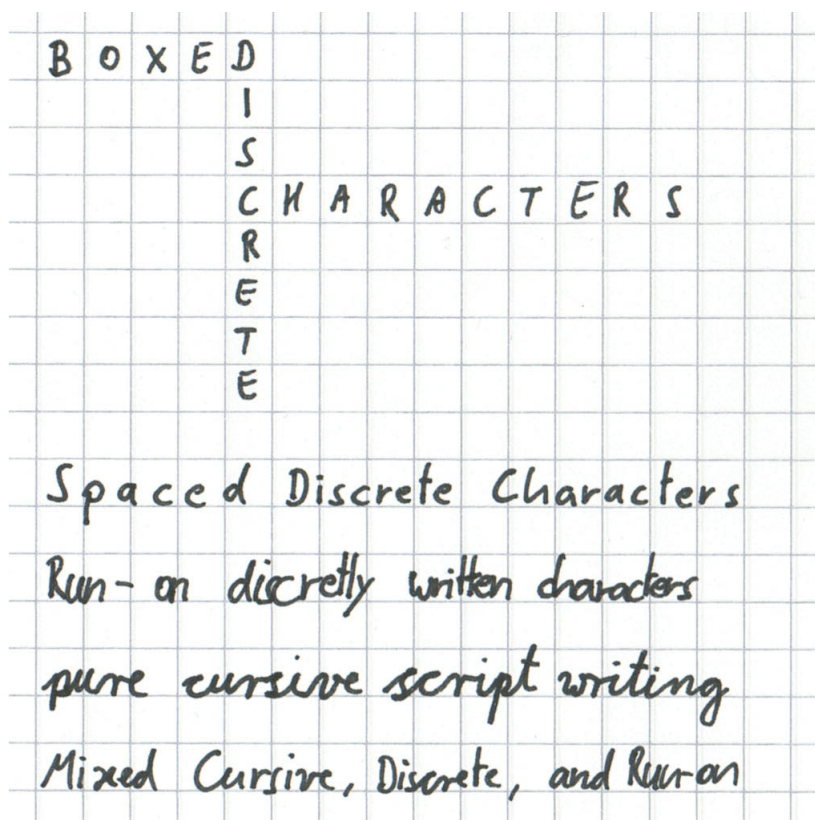 BOXED
DISCRETE
CHARACTERS
Spaced Discrete Characters
Run-on discretly written characters
pure cursive script writing
Mixed Cursive, Discrete, and Run-on